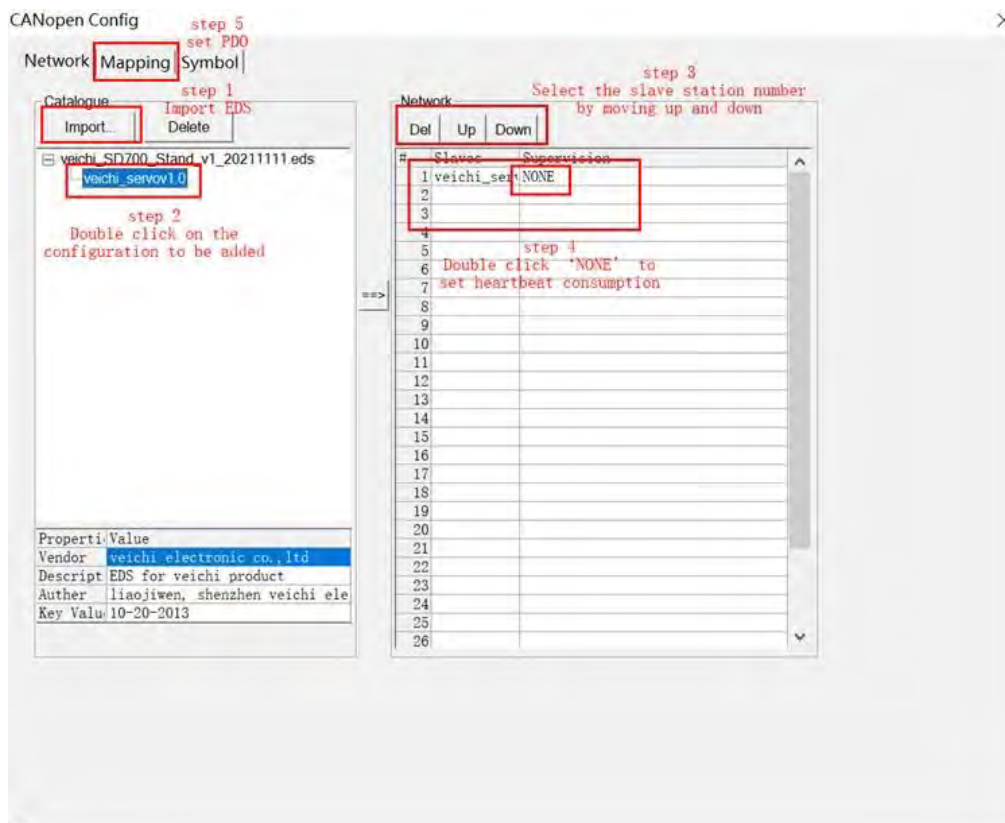 CANopen Config
step 5
set PDO
Network Mapping Symbol
step 1
Import EDS
step 3
Select the slave station number
by moving up and down
Catalogue
Import... Delete
Network
Del Up Down
veichi_SD700_Stand_v1_20211111.eds
veichi_servov1.0
step 2
Double click on the
configuration to be added
==>
# Slaves Supervision
1 veichi_serv NONE
2
3
4
5
step 4
6
Double click 'NONE' to
7
set heartbeat consumption
8
9
10
11
12
13
14
15
16
17
18
19
20
21
22
23
24
25
26
Properti Value
Vendor veichi electronic co.,ltd
Descript EDS for veichi product
Auther liaojiwen, shenzhen veichi ele
Key Valu 10-20-2013